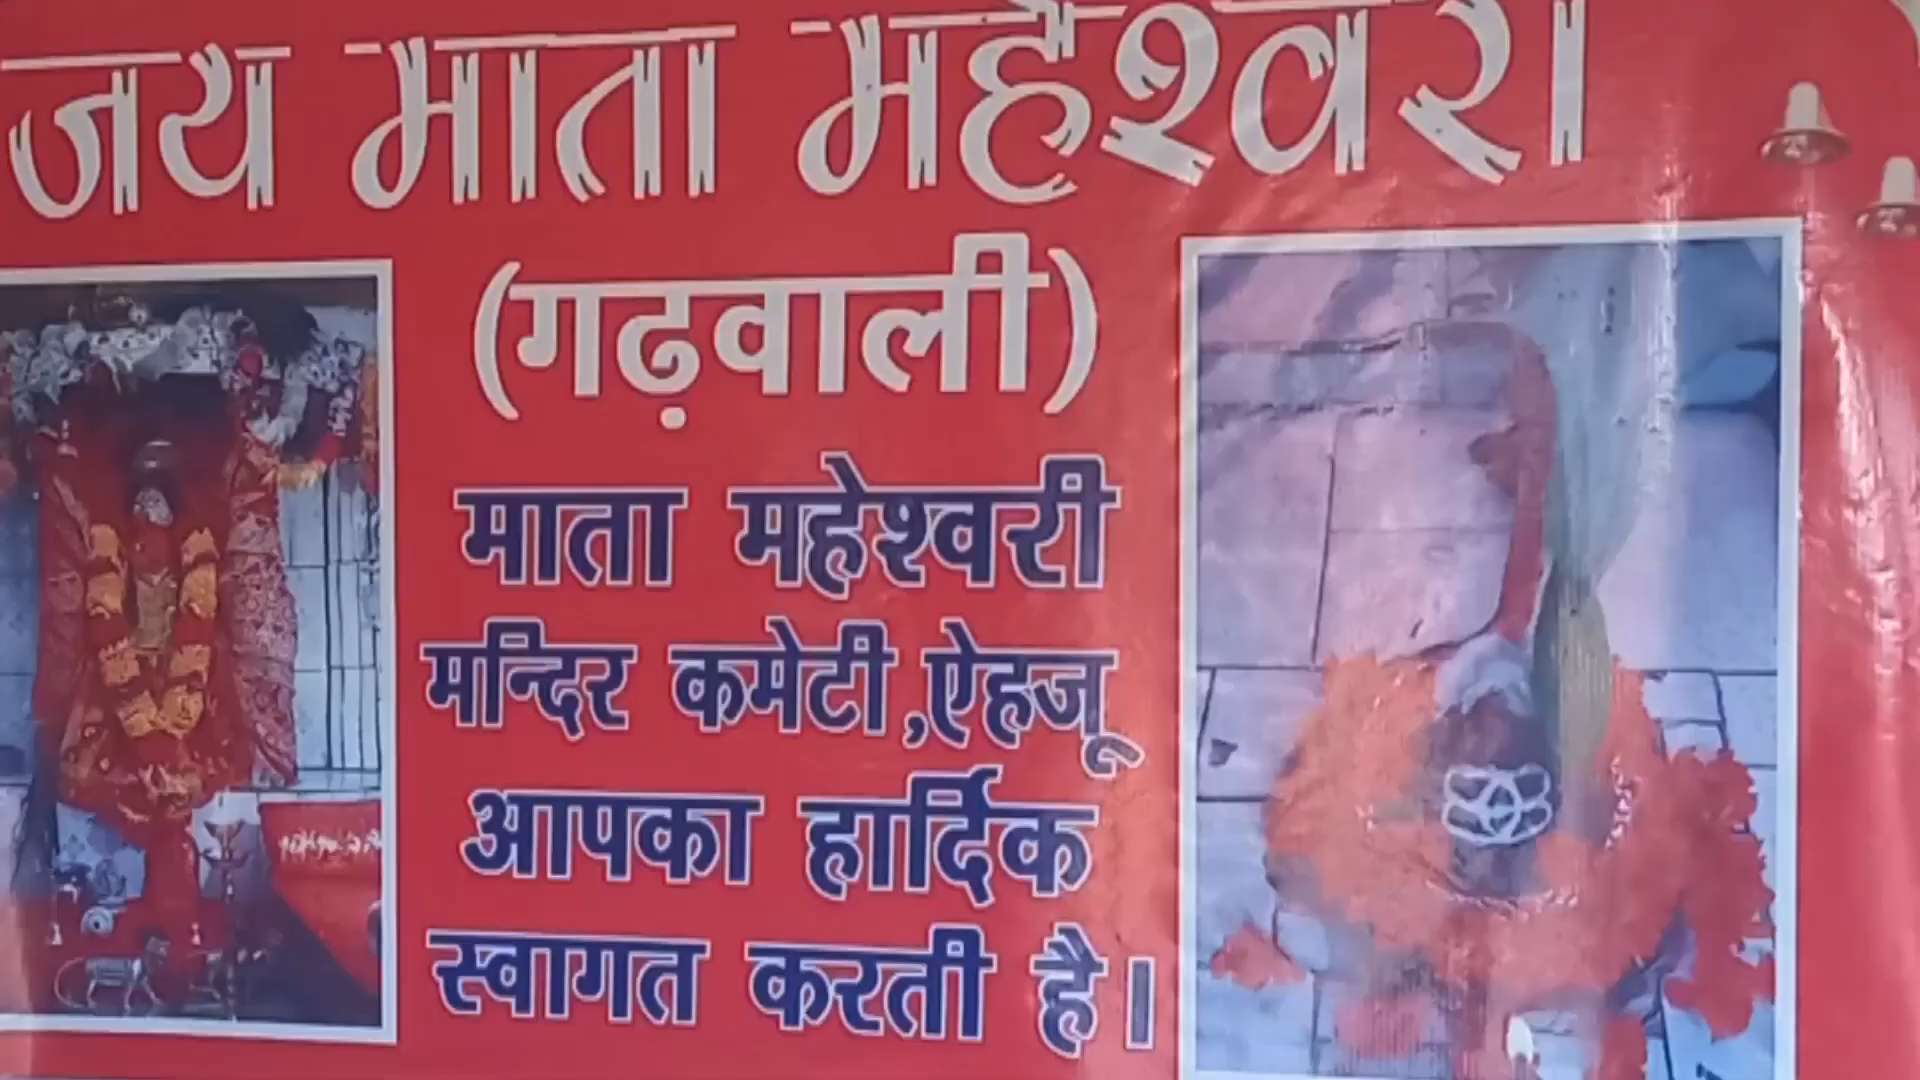 जय माता महेश्वरी
(गढ़वाली)
माता महेश्वरी
मन्दिर कमेटी,ऐहजू
आपका हार्दिक
स्वागत करती है।